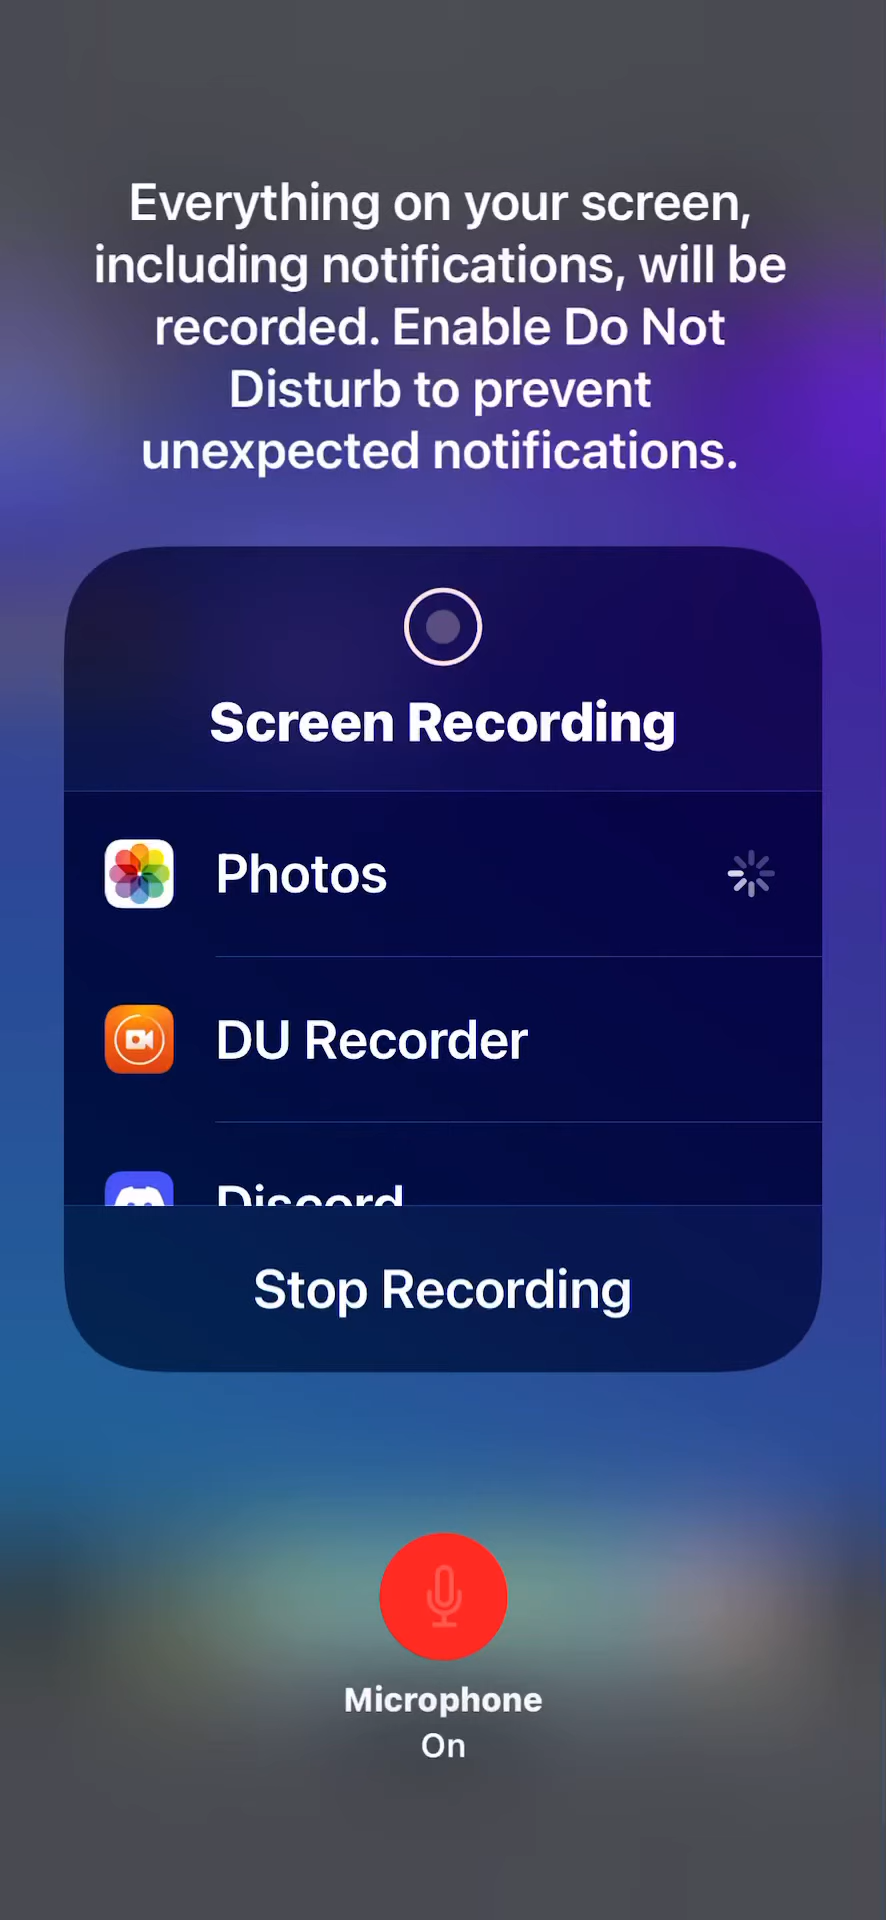 Everything on your screen,
including notifications, will be
recorded. Enable Do Not
Disturb to prevent
unexpected notifications.
Screen Recording
Photos
DU Recorder
Discord
Stop Recording
Microphone
On